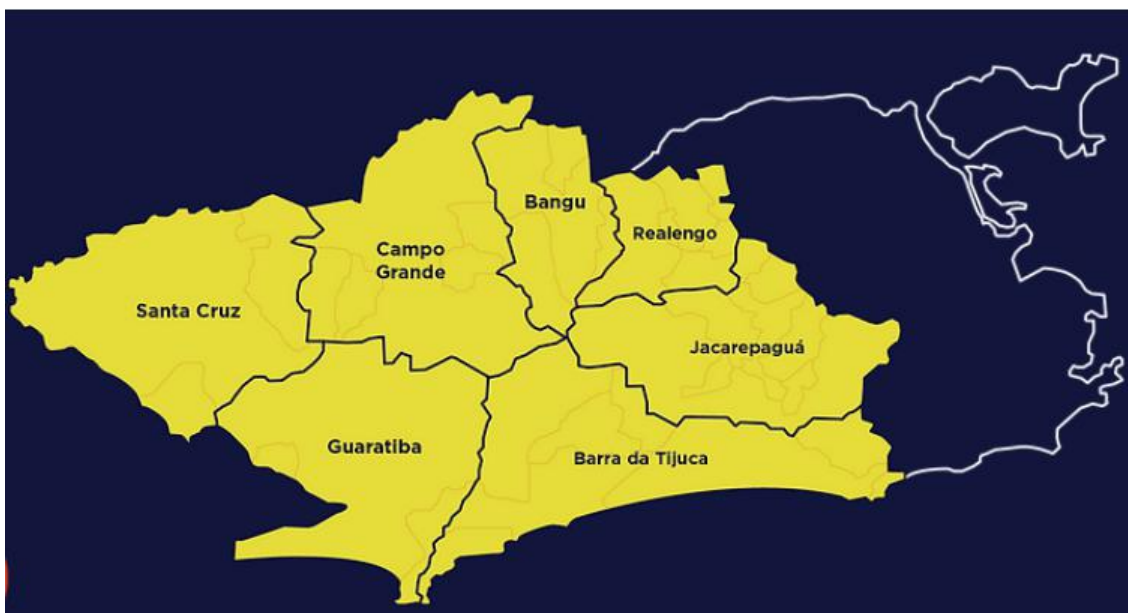 Bangu
Realengo
Campo
Grande
Santa Cruz
Jacarepaguá
Guaratiba
Barra da Tijuca